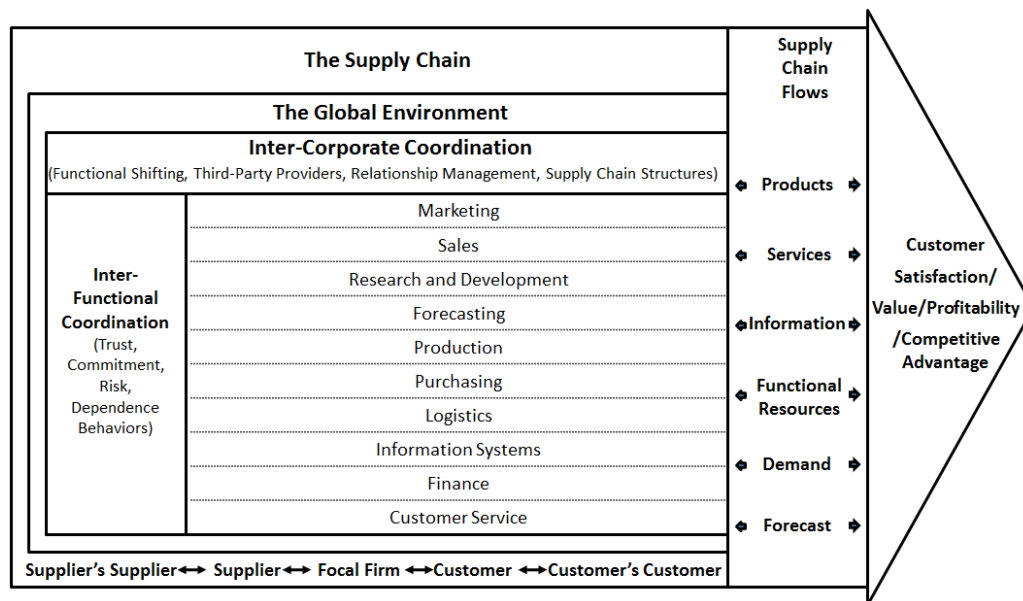 The Supply Chain
The Global Environment
Inter-Corporate Coordination
(Functional Shifting, Third-Party Providers, Relationship Management, Supply Chain Structures)
Inter-
Functional
Coordination
(Trust,
Commitment,
Risk,
Dependence
Behaviors)
Marketing
Sales
Research and Development
Forecasting
Production
Purchasing
Logistics
Information Systems
Finance
Customer Service
Supplier's Supplier Supplier Focal Firm Customer Customer's Customer
Supply
Chain
Flows
Products
Services
Information
Functional
Resources
Demand
Forecast
Customer
Satisfaction/
Value/Profitability
/Competitive
Advantage